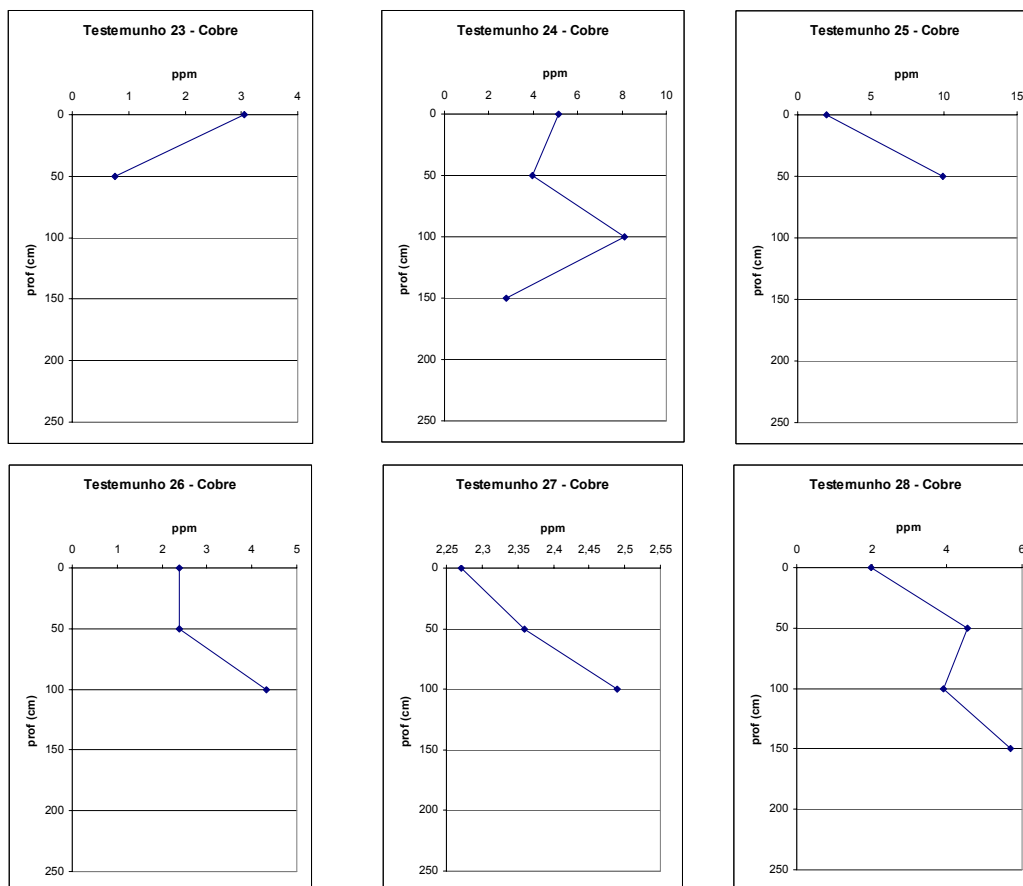 Testemunho 23 - Cobre
ppm
0 1 2 3 4
0
50
100
150
200
250
prof (cm)
Testemunho 24 - Cobre
ppm
0 2 4 6 8 10
0
50
100
150
200
250
prof (cm)
Testemunho 25 - Cobre
ppm
0 5 10 15
0
50
100
150
200
250
prof (cm)
Testemunho 26 - Cobre
ppm
0 1 2 3 4 5
0
50
100
150
200
250
prof (cm)
Testemunho 27 - Cobre
ppm
2,25 2,3 2,35 2,4 2,45 2,5 2,55
0
50
100
150
200
250
prof (cm)
Testemunho 28 - Cobre
ppm
0 2 4 6
0
50
100
150
200
250
prof (cm)